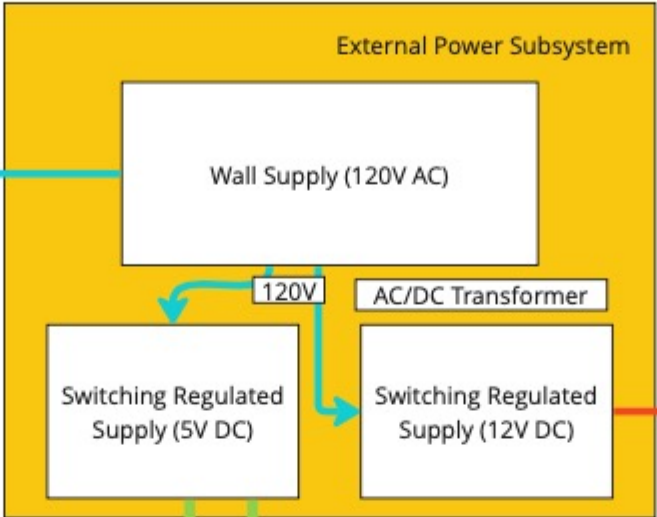 External Power Subsystem
Wall Supply (120V AC)
120V
AC/DC Transformer
Switching Regulated
Supply (5V DC)
Switching Regulated
Supply (12V DC)